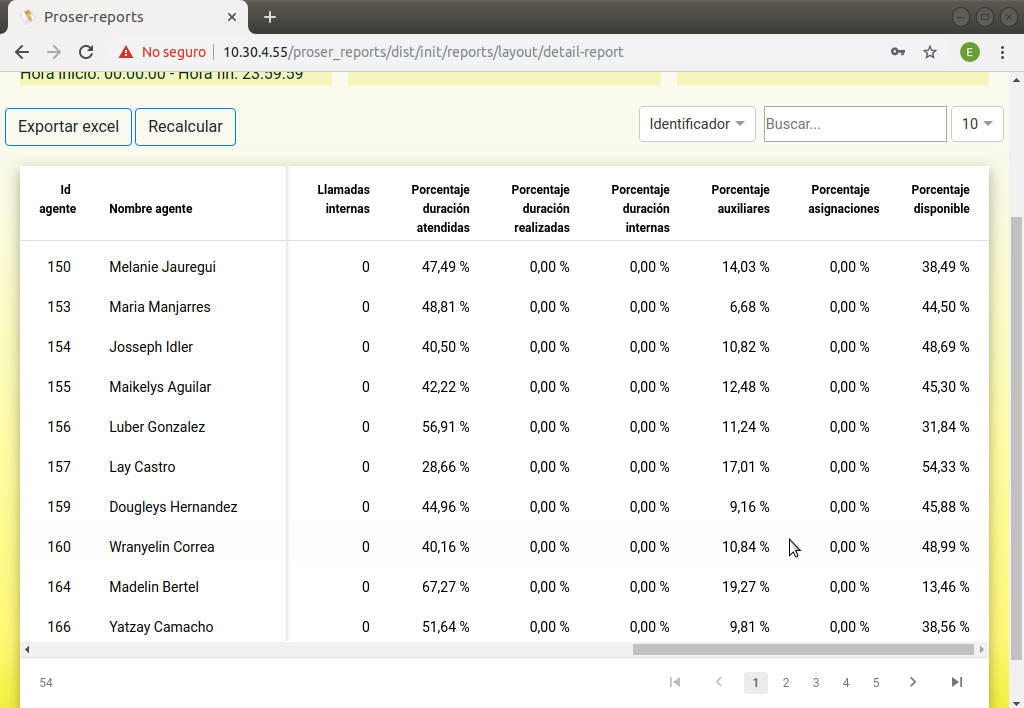 Proser-reports
No seguro 10.30.4.55/proser_reports/dist/init/reports/layout/detail-report E
Hora inicio: 00:00:00 - Hora fin: 23:59:59
Exportar excel Recalcular Identificador Buscar... 10
Id agente Nombre agente Llamadas internas Porcentaje duración atendidas Porcentaje duración realizadas Porcentaje duración internas Porcentaje auxiliares Porcentaje asignaciones Porcentaje disponible
150 Melanie Jauregui 0 47,49 % 0,00 % 0,00 % 14,03 % 0,00 % 38,49 %
153 Maria Manjarres 0 48,81 % 0,00 % 0,00 % 6,68 % 0,00 % 44,50 %
154 Josseph Idler 0 40,50 % 0,00 % 0,00 % 10,82 % 0,00 % 48,69 %
155 Maikelys Aguilar 0 42,22 % 0,00 % 0,00 % 12,48 % 0,00 % 45,30 %
156 Luber Gonzalez 0 56,91 % 0,00 % 0,00 % 11,24 % 0,00 % 31,84 %
157 Lay Castro 0 28,66 % 0,00 % 0,00 % 17,01 % 0,00 % 54,33 %
159 Dougleys Hernandez 0 44,96 % 0,00 % 0,00 % 9,16 % 0,00 % 45,88 %
160 Wranyelin Correa 0 40,16 % 0,00 % 0,00 % 10,84 % 0,00 % 48,99 %
164 Madelin Bertel 0 67,27 % 0,00 % 0,00 % 19,27 % 0,00 % 13,46 %
166 Yatzay Camacho 0 51,64 % 0,00 % 0,00 % 9,81 % 0,00 % 38,56 %
54 1 2 3 4 5